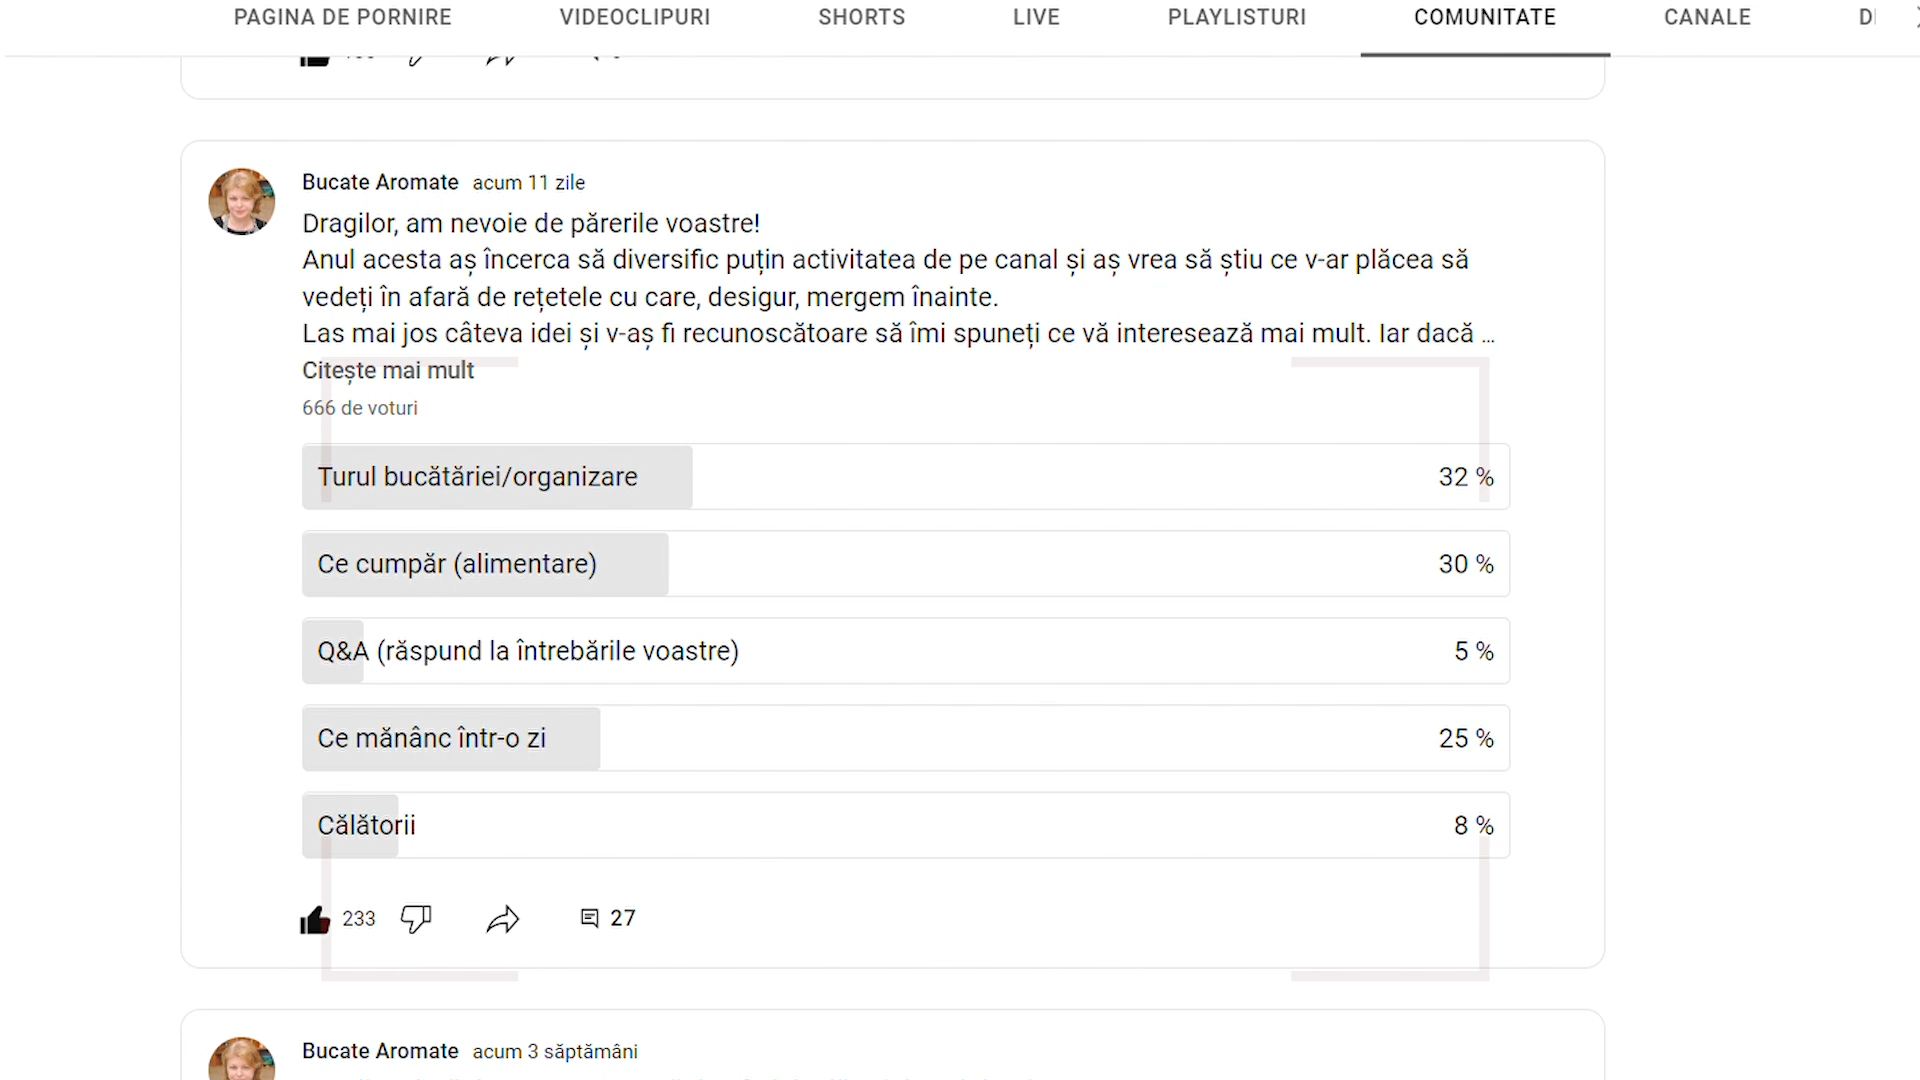 PAGINA DE PORNIRE VIDEOCLIPURI SHORTS LIVE PLAYLISTURI COMUNITATE CANALE
Bucate Aromate acum 11 zile
Dragilor, am nevoie de părerile voastre!
Anul acesta aș încerca să diversific puțin activitatea de pe canal și aș vrea să știu ce v-ar plăcea să
vedeți în afară de rețetele cu care, desigur, mergem înainte.
Las mai jos câteva idei și v-aș fi recunoscătoare să îmi spuneți ce vă interesează mai mult. Iar dacă ...
Citește mai mult
666 de voturi
Turul bucătăriei/organizare 32 %
Ce cumpăr (alimentare) 30 %
Q&A (răspund la întrebările voastre) 5 %
Ce mănânc într-o zi 25 %
Călătorii 8 %
233 27
Bucate Aromate acum 3 săptămâni